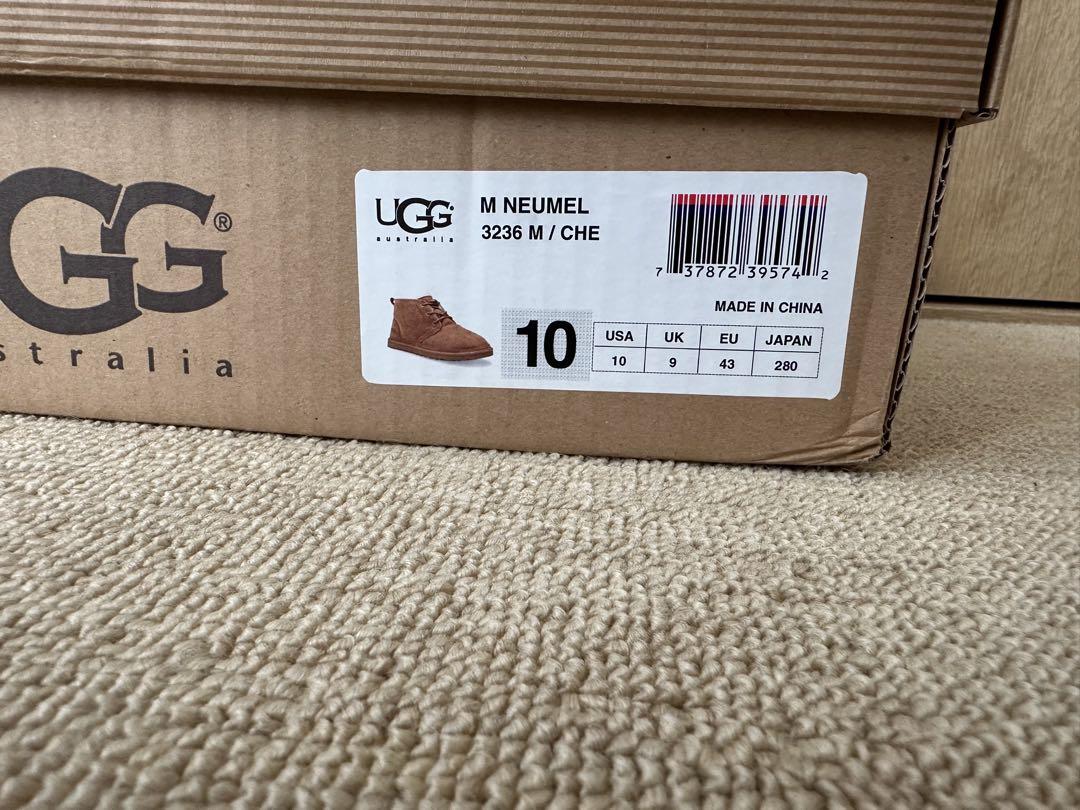 UGG®
australia
UGG®
australia
M NEUMEL
3236 M / CHE
7 37872 39574 2
MADE IN CHINA
10
USA UK EU JAPAN
10 9 43 280